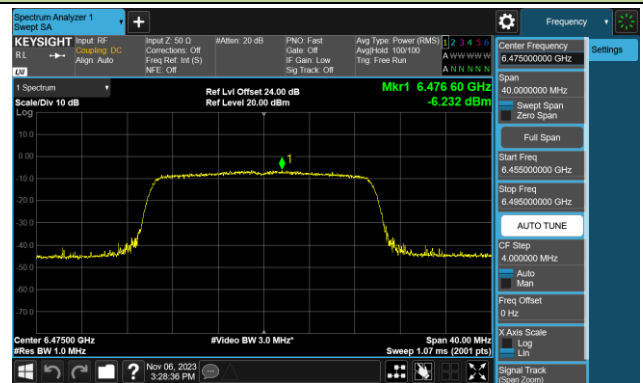 Spectrum Analyzer 1
Swept SA
+
Frequency
KEYSIGHT
Input: RF
Coupling: DC
Align: Auto
Input Z: 50 Ω
Corrections: Off
Freq Ref: Int (S)
NFE: Off
#Atten: 20 dB
PNO: Fast
Gate: Off
IF Gain: Low
Sig Track: Off
Avg Type: Power (RMS)
Avg|Hold: 100/100
Trig: Free Run
1 2 3 4 5 6
A W W W W W
A N N N N N
R L
LXI
Center Frequency
6.475000000 GHz
Settings
Span
40.0000000 MHz
Swept Span
Zero Span
Full Span
Start Freq
6.455000000 GHz
Stop Freq
6.495000000 GHz
AUTO TUNE
CF Step
4.000000 MHz
Auto
Man
Freq Offset
0 Hz
X Axis Scale
Log
Lin
Signal Track
(Span Zoom)
1 Spectrum
Scale/Div 10 dB
Log
Ref Lvl Offset 24.00 dB
Ref Level 20.00 dBm
Mkr1 6.476 60 GHz
-6.232 dBm
1
10.0
0.00
-10.0
-20.0
-30.0
-40.0
-50.0
-60.0
-70.0
Center 6.47500 GHz
#Res BW 1.0 MHz
#Video BW 3.0 MHz*
Span 40.00 MHz
Sweep 1.07 ms (2001 pts)
?
Nov 06, 2023
3:28:36 PM